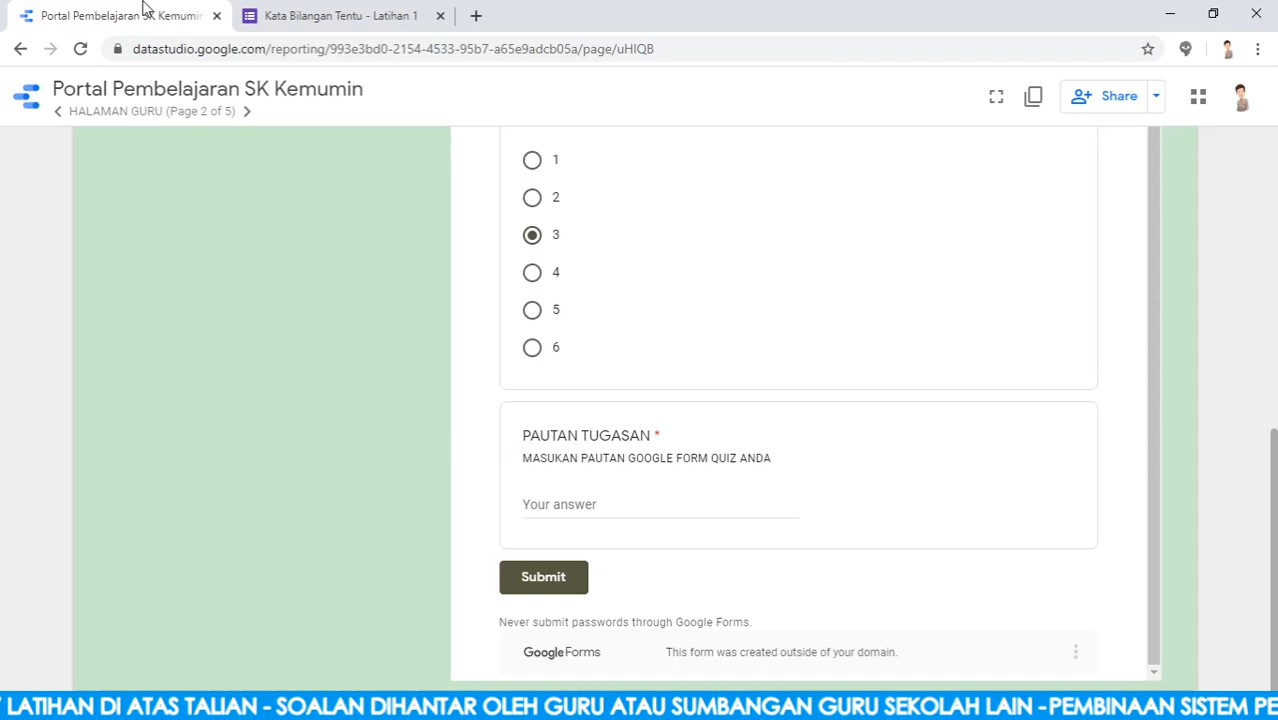 Portal Pembelajaran SK Kemumin
Kata Bilangan Tentu - Latihan 1
datastudio.google.com/reporting/993e3bd0-2154-4533-95b7-a65e9adcb05a/page/uHIQB
Portal Pembelajaran SK Kemumin
HALAMAN GURU (Page 2 of 5)
Share
1
2
3
4
5
6
PAUTAN TUGASAN *
MASUKAN PAUTAN GOOGLE FORM QUIZ ANDA
Your answer
Submit
Never submit passwords through Google Forms.
Google Forms
This form was created outside of your domain.
LATIHAN DI ATAS TALIAN - SOALAN DIHANTAR OLEH GURU ATAU SUMBANGAN GURU SEKOLAH LAIN -PEMBINAAN SISTEM PE